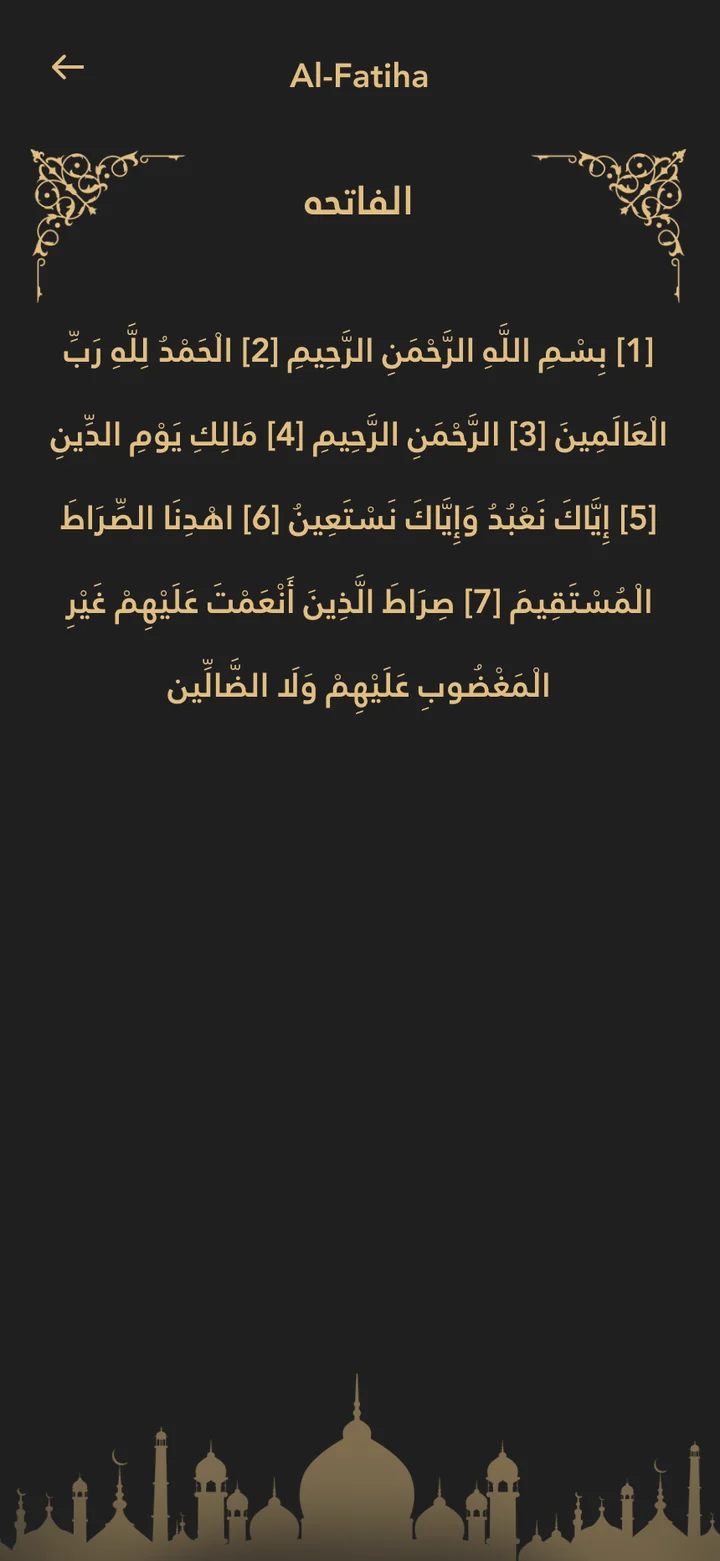 Al-Fatiha
الفاتحه
[1] بِسْمِ اللَّهِ الرَّحْمَنِ الرَّحِيمِ [2] الْحَمْدُ لِلَّهِ رَبِّ
الْعَالَمِينَ [3] الرَّحْمَنِ الرَّحِيمِ [4] مَالِكِ يَوْمِ الدِّينِ
[5] إِيَّاكَ نَعْبُدُ وَإِيَّاكَ نَسْتَعِينُ [6] اهْدِنَا الصِّرَاطَ
الْمُسْتَقِيمَ [7] صِرَاطَ الَّذِينَ أَنْعَمْتَ عَلَيْهِمْ غَيْرِ
الْمَغْضُوبِ عَلَيْهِمْ وَلَا الضَّالِّين